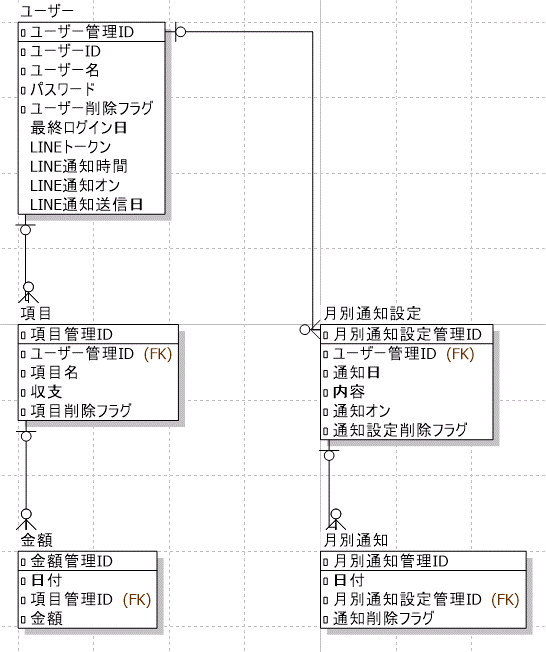 ユーザー
ユーザー管理ID
ユーザーID
ユーザー名
パスワード
ユーザー削除フラグ
最終ログイン日
LINEトークン
LINE通知時間
LINE通知オン
LINE通知送信日
項目
項目管理ID
ユーザー管理ID (FK)
項目名
収支
項目削除フラグ
月別通知設定
月別通知設定管理ID
ユーザー管理ID (FK)
通知日
内容
通知オン
通知設定削除フラグ
金額
金額管理ID
日付
項目管理ID (FK)
金額
月別通知
月別通知管理ID
日付
月別通知設定管理ID (FK)
通知削除フラグ